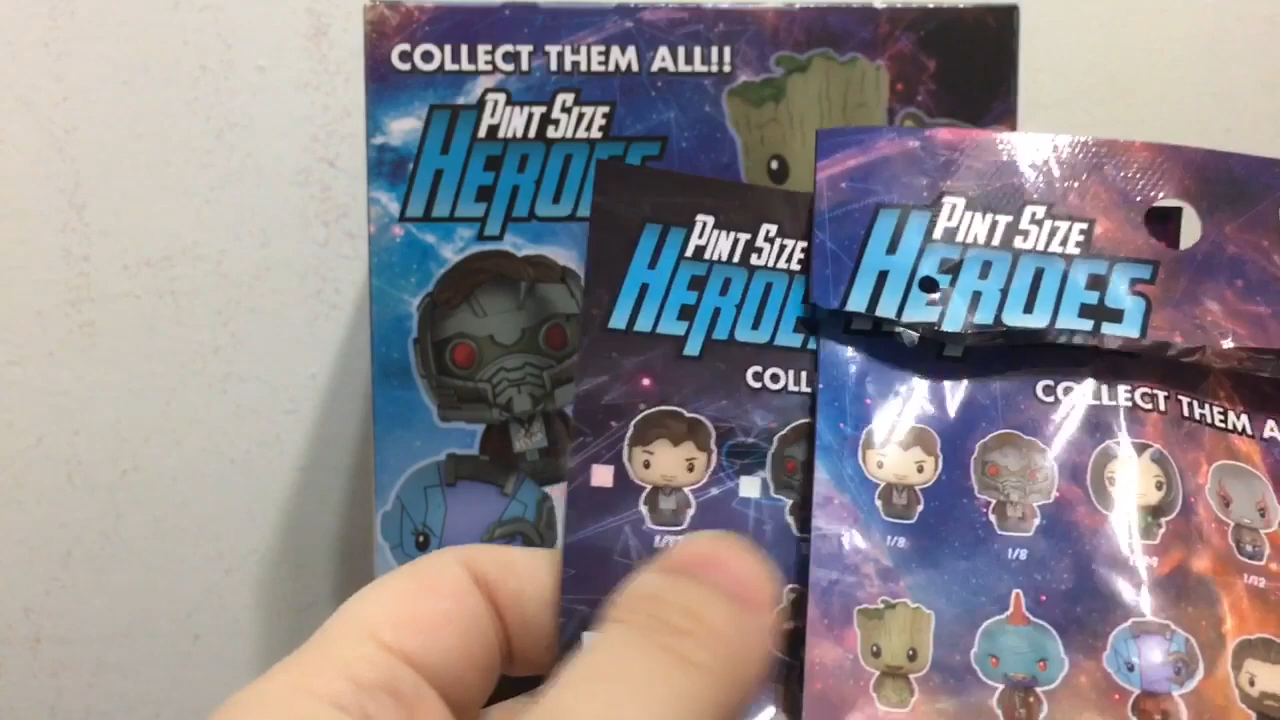 COLLECT THEM ALL!!
PINT SIZE
HEROES
PINT SIZE
HEROES
COLL
PINT SIZE
HEROES
COLLECT THEM A
1/8
1/8
1/12